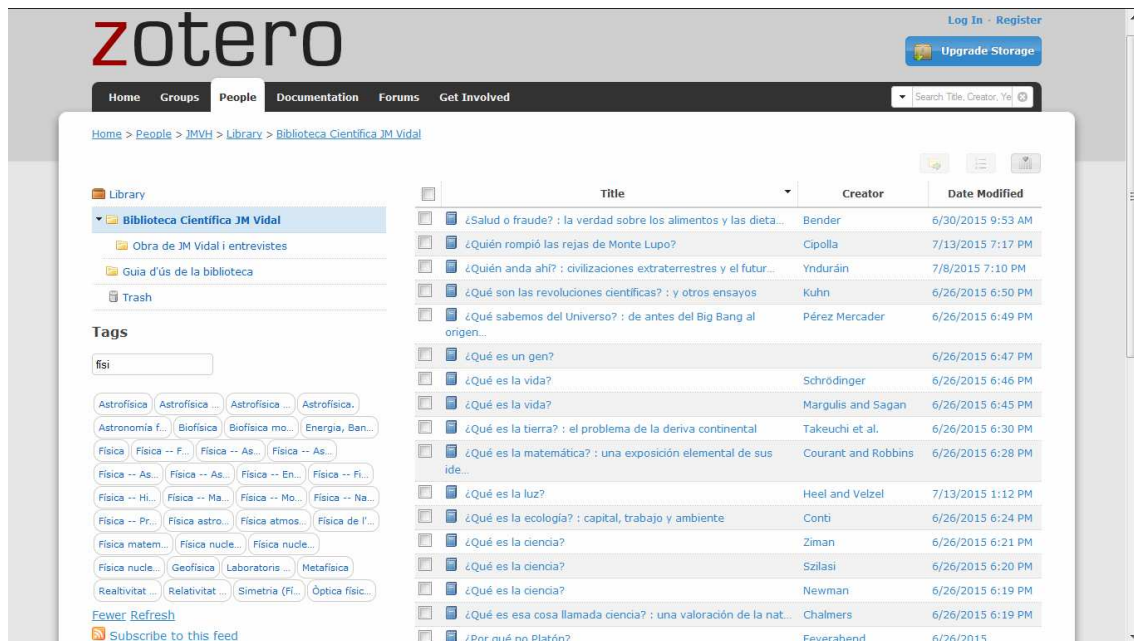 zotero
Log In · Register
Upgrade Storage
Home Groups People Documentation Forums Get Involved
Search Title, Creator, Ye
Home > People > JMVH > Library > Biblioteca Científica JM Vidal
Library
Biblioteca Científica JM Vidal
Obra de JM Vidal i entrevistes
Guia d'ús de la biblioteca
Trash
Tags
físi
Astrofísica Astrofísica ... Astrofísica ... Astrofísica.
Astronomía f... Biofísica Biofísica mo... Energia, Ban...
Física Física -- F... Física -- As... Física -- As...
Física -- As... Física -- As... Física -- En... Física -- Fi...
Física -- Hi... Física -- Ma... Física -- Mo... Física -- Na...
Física -- Pr... Física astro... Física atmos... Física de l'...
Física matem... Física nucle... Física nucle...
Física nucle... Geofísica Laboratoris ... Metafísica
Realtivitat ... Relativitat ... Simetria (Fí... Òptica físic...
Fewer Refresh
Subscribe to this feed
Title Creator Date Modified
¿Salud o fraude? : la verdad sobre los alimentos y las dieta... Bender 6/30/2015 9:53 AM
¿Quién rompió las rejas de Monte Lupo? Cipolla 7/13/2015 7:17 PM
¿Quién anda ahí? : civilizaciones extraterrestres y el futur... Ynduráin 7/8/2015 7:10 PM
¿Qué son las revoluciones científicas? : y otros ensayos Kuhn 6/26/2015 6:50 PM
¿Qué sabemos del Universo? : de antes del Big Bang al Pérez Mercader 6/26/2015 6:49 PM
origen...
¿Qué es un gen? 6/26/2015 6:47 PM
¿Qué es la vida? Schrödinger 6/26/2015 6:46 PM
¿Qué es la vida? Margulis and Sagan 6/26/2015 6:45 PM
¿Qué es la tierra? : el problema de la deriva continental Takeuchi et al. 6/26/2015 6:30 PM
¿Qué es la matemática? : una exposición elemental de sus Courant and Robbins 6/26/2015 6:28 PM
ide...
¿Qué es la luz? Heel and Velzel 7/13/2015 1:12 PM
¿Qué es la ecología? : capital, trabajo y ambiente Conti 6/26/2015 6:24 PM
¿Qué es la ciencia? Ziman 6/26/2015 6:21 PM
¿Qué es la ciencia? Szilasi 6/26/2015 6:20 PM
¿Qué es la ciencia? Newman 6/26/2015 6:19 PM
¿Qué es esa cosa llamada ciencia? : una valoración de la nat... Chalmers 6/26/2015 6:19 PM
¿Por qué no Platón? Feyerabend 6/26/2015